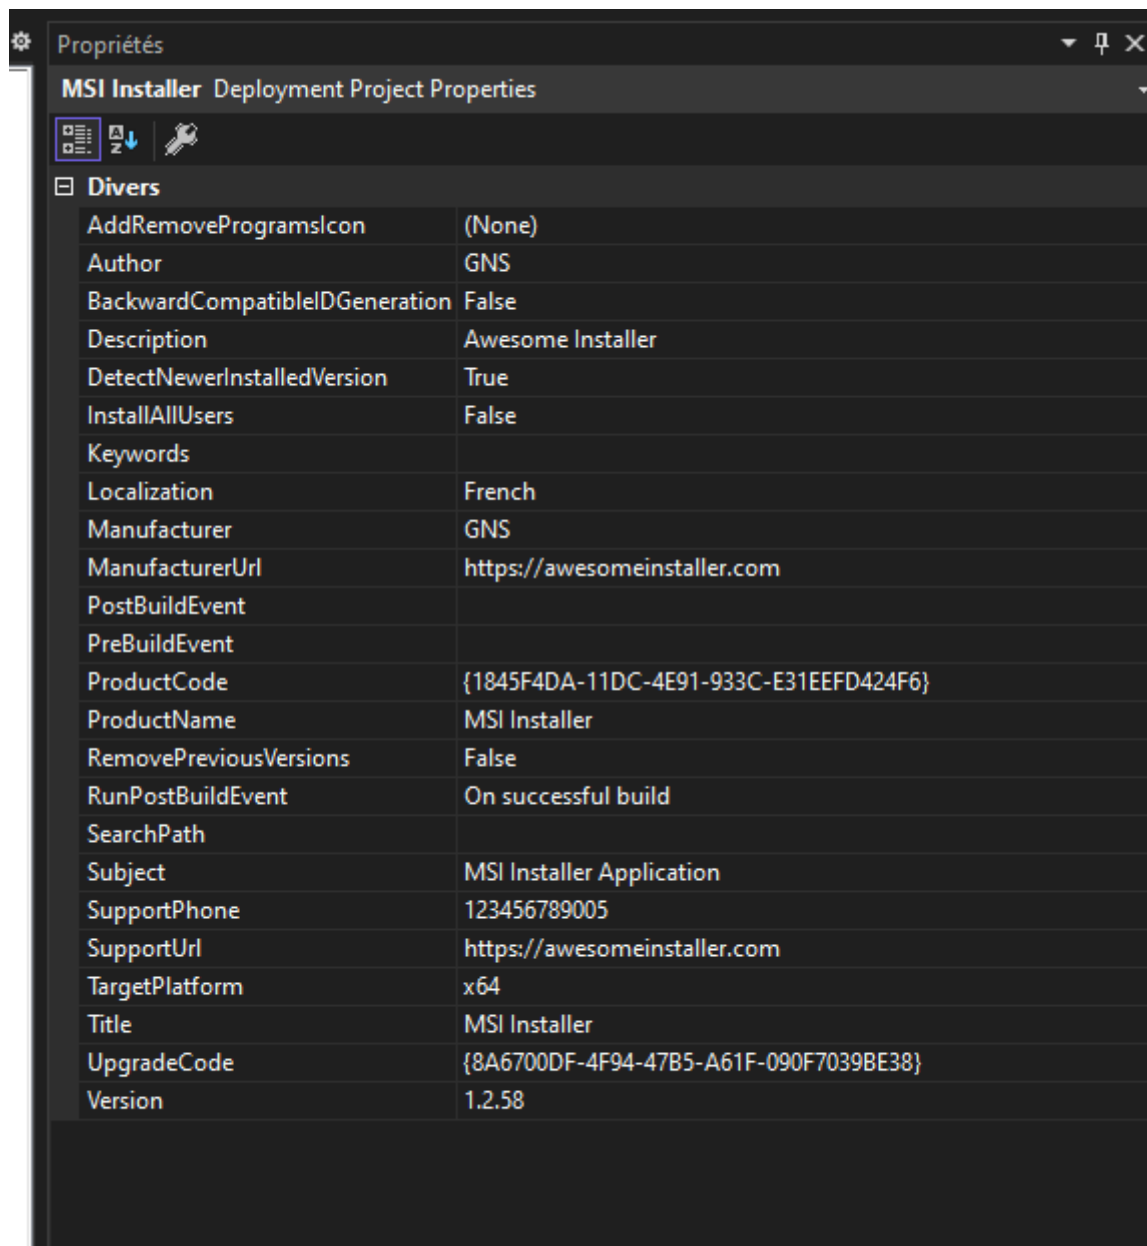 Propriétés
MSI Installer Deployment Project Properties
Divers
AddRemoveProgramsIcon (None)
Author GNS
BackwardCompatibleIDGeneration False
Description Awesome Installer
DetectNewerInstalledVersion True
InstallAllUsers False
Keywords
Localization French
Manufacturer GNS
ManufacturerUrl https://awesomeinstaller.com
PostBuildEvent
PreBuildEvent
ProductCode {1845F4DA-11DC-4E91-933C-E31EEFD424F6}
ProductName MSI Installer
RemovePreviousVersions False
RunPostBuildEvent On successful build
SearchPath
Subject MSI Installer Application
SupportPhone 123456789005
SupportUrl https://awesomeinstaller.com
TargetPlatform x64
Title MSI Installer
UpgradeCode {8A6700DF-4F94-47B5-A61F-090F7039BE38}
Version 1.2.58